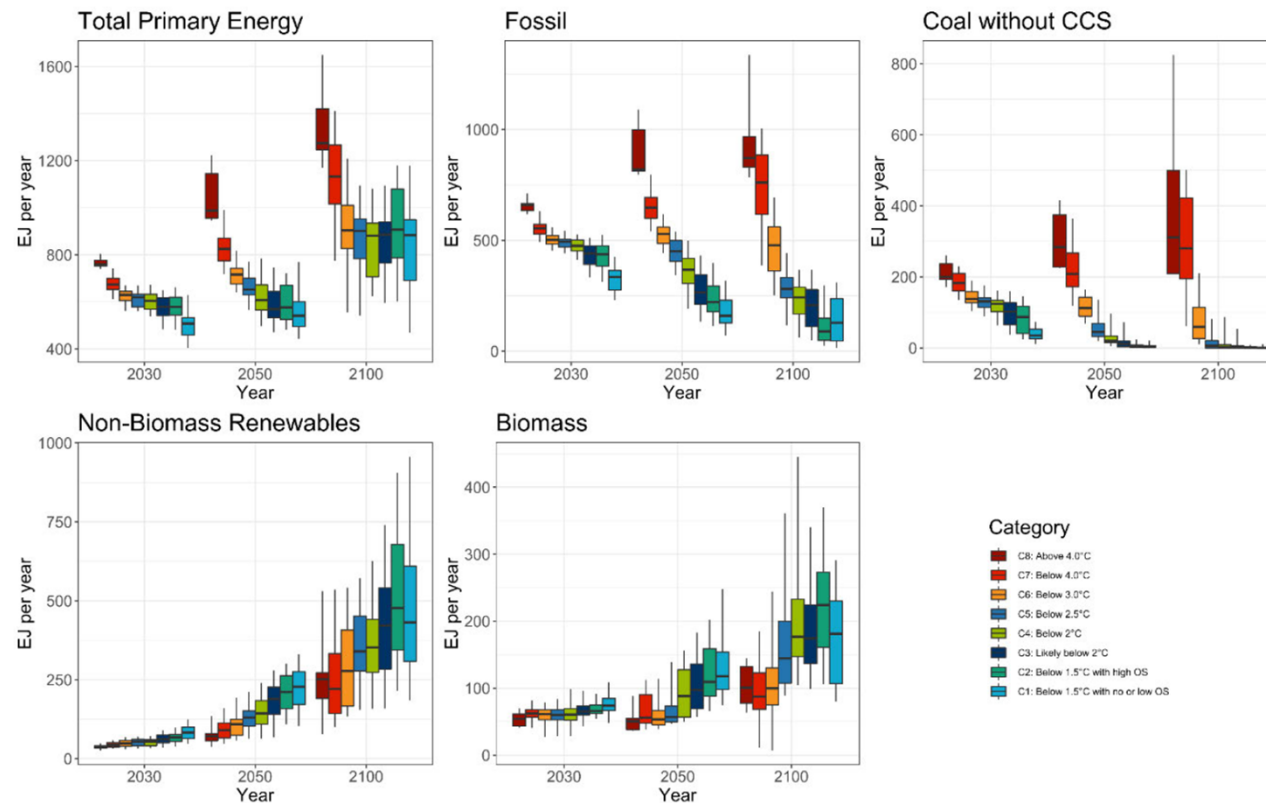 Total Primary Energy
EJ per year
1600
1200
800
400
2030 2050 2100
Year
Fossil
EJ per year
1000
500
0
2030 2050 2100
Year
Coal without CCS
EJ per year
800
600
400
200
0
2030 2050 2100
Year
Non-Biomass Renewables
EJ per year
1000
750
500
250
0
2030 2050 2100
Year
Biomass
EJ per year
400
300
200
100
0
2030 2050 2100
Year
Category
C8: Above 4.0°C
C7: Below 4.0°C
C6: Below 3.0°C
C5: Below 2.5°C
C4: Below 2°C
C3: Likely below 2°C
C2: Below 1.5°C with high OS
C1: Below 1.5°C with no or low OS